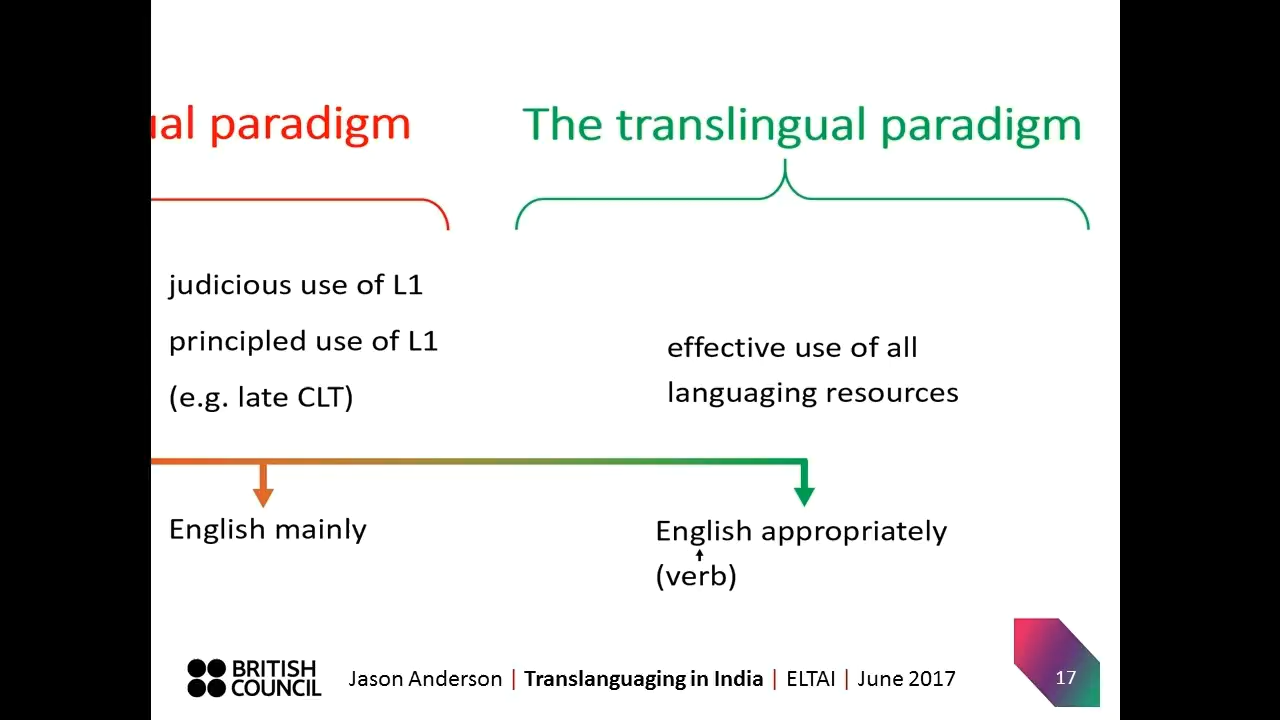 ual paradigm
The translingual paradigm
judicious use of L1
principled use of L1
(e.g. late CLT)
effective use of all
languaging resources
English mainly
English appropriately
(verb)
BRITISH
COUNCIL
Jason Anderson | Translanguaging in India | ELTAI | June 2017
17